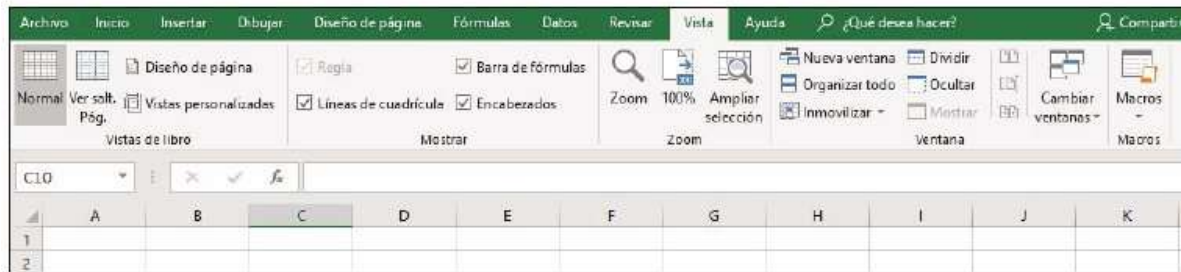 Archivo Inicio Insertar Dibujar Diseño de página Fórmulas Datos Revisar Vista Ayuda ¿Qué desea hacer? Compartir
Normal
Ver salt. Pág.
Diseño de página
Vistas personalizadas
Vistas de libro
Regla
Barra de fórmulas
Líneas de cuadrícula
Encabezados
Mostrar
Zoom
100%
Ampliar selección
Zoom
Nueva ventana
Organizar todo
Inmovilizar
Dividir
Ocultar
Mostrar
Cambiar ventanas
Ventana
Macros
Macros
C10
fx
A B C D E F G H I J K
1
2